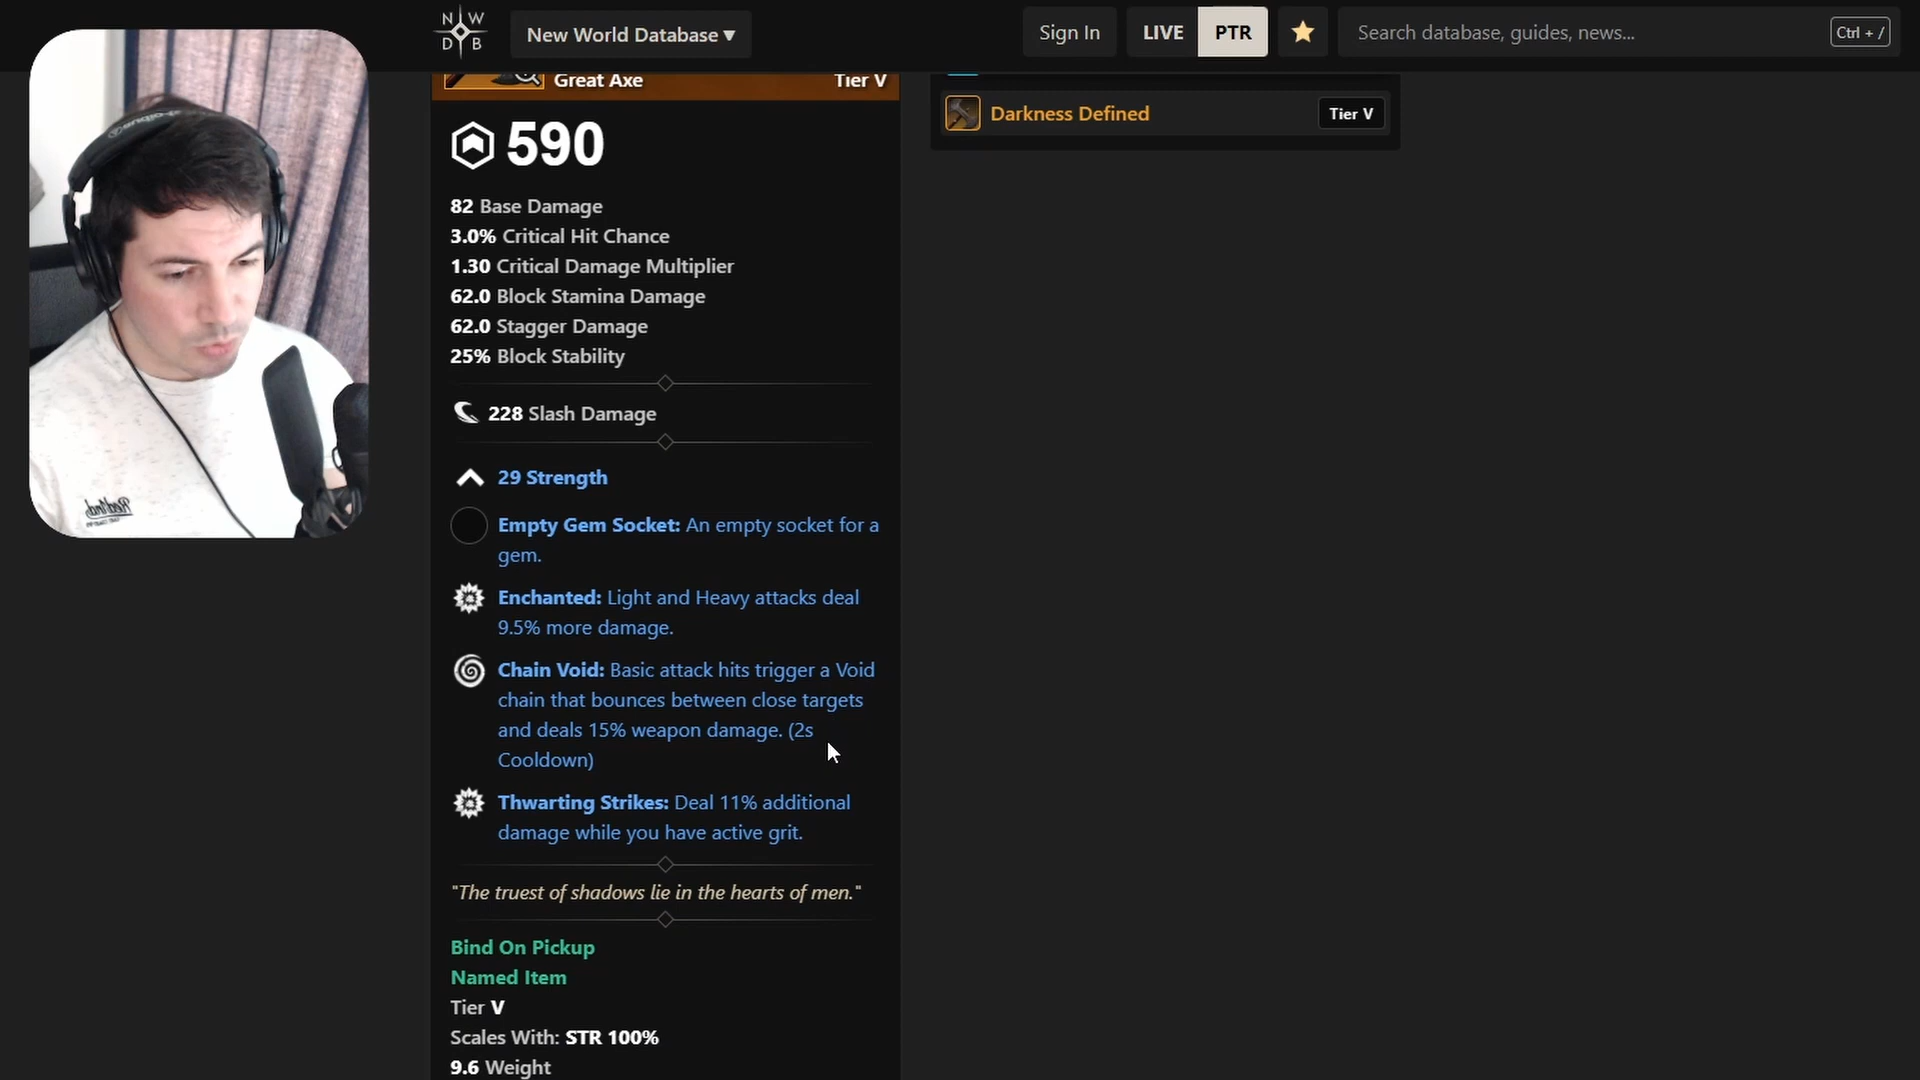 N W
D B
New World Database ▼
Sign In
LIVE
PTR
Search database, guides, news...
Ctrl + /
Great Axe
Tier V
Darkness Defined
Tier V
590
82 Base Damage
3.0% Critical Hit Chance
1.30 Critical Damage Multiplier
62.0 Block Stamina Damage
62.0 Stagger Damage
25% Block Stability
228 Slash Damage
29 Strength
Empty Gem Socket: An empty socket for a
gem.
Enchanted: Light and Heavy attacks deal
9.5% more damage.
Chain Void: Basic attack hits trigger a Void
chain that bounces between close targets
and deals 15% weapon damage. (2s
Cooldown)
Thwarting Strikes: Deal 11% additional
damage while you have active grit.
"The truest of shadows lie in the hearts of men."
Bind On Pickup
Named Item
Tier V
Scales With: STR 100%
9.6 Weight